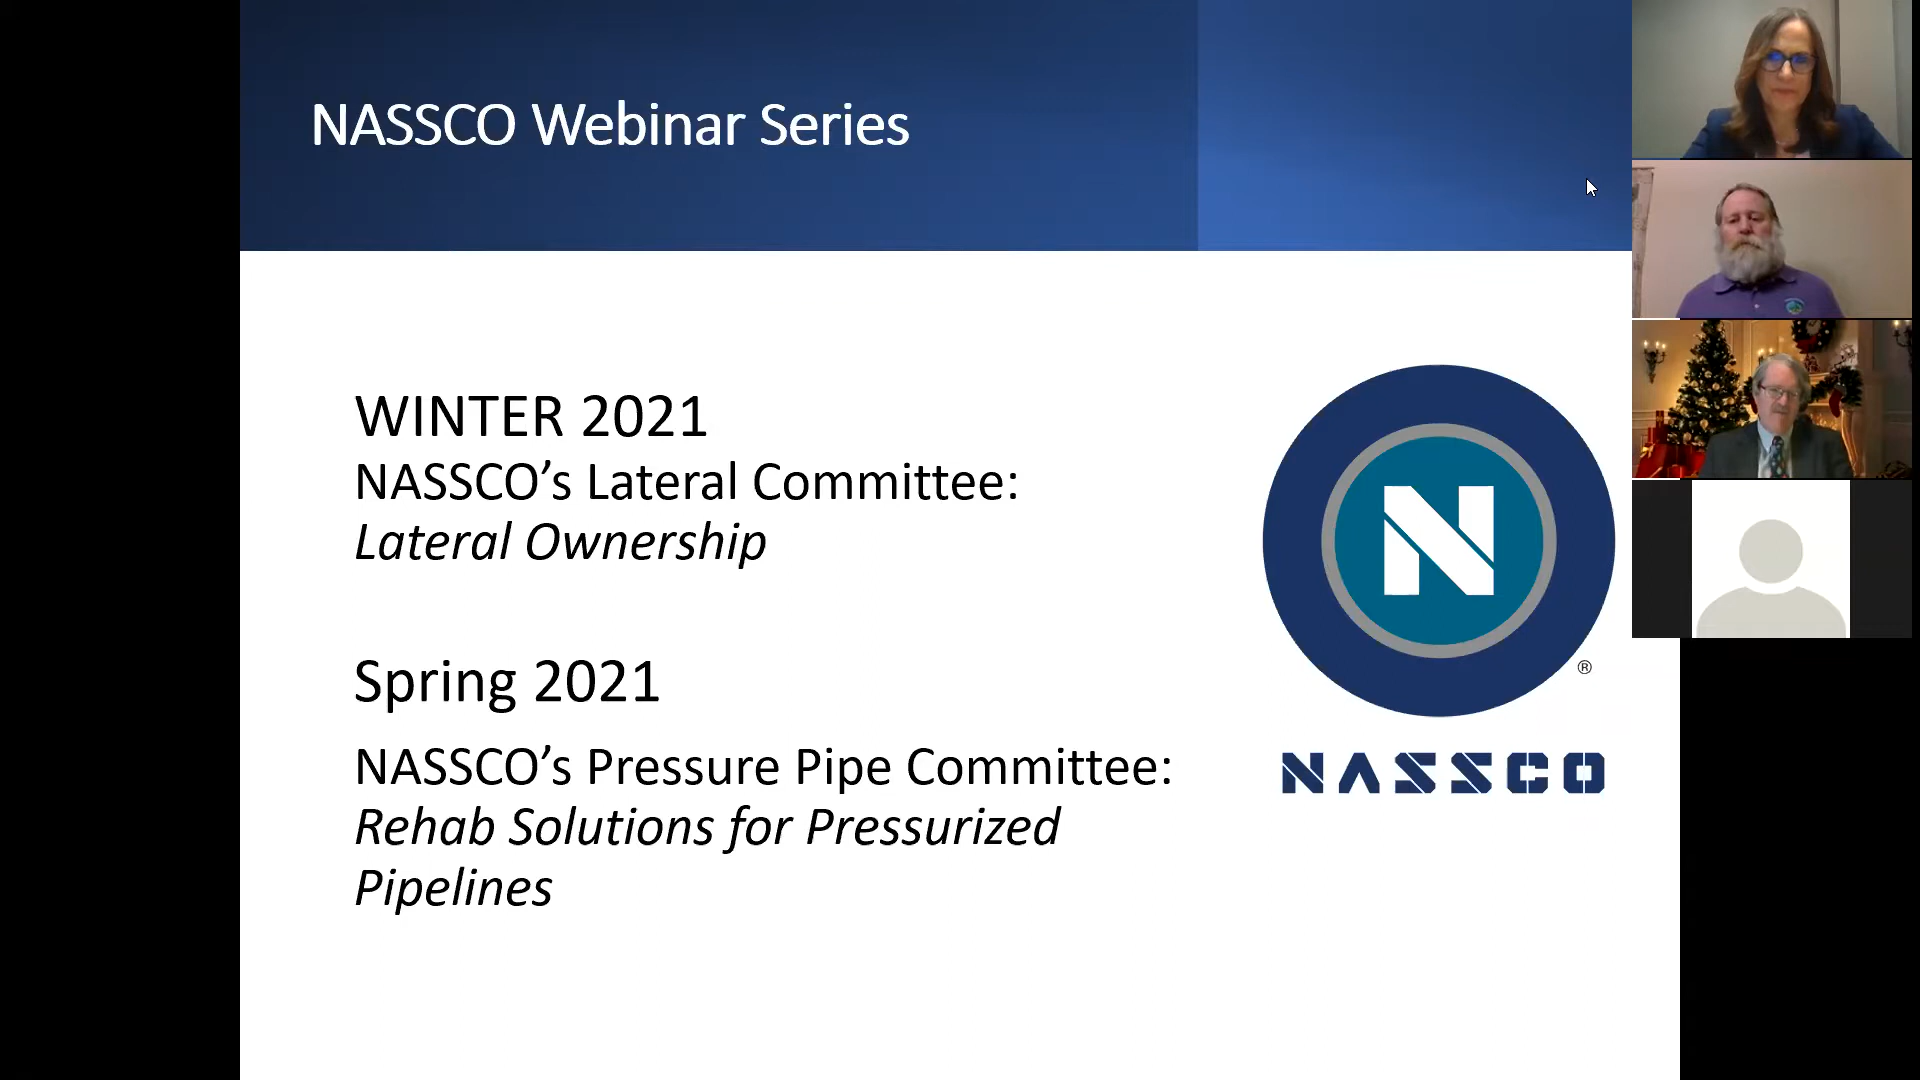 NASSCO Webinar Series
WINTER 2021
NASSCO’s Lateral Committee:
Lateral Ownership
Spring 2021
NASSCO’s Pressure Pipe Committee:
Rehab Solutions for Pressurized
Pipelines
N
®
NASSCO